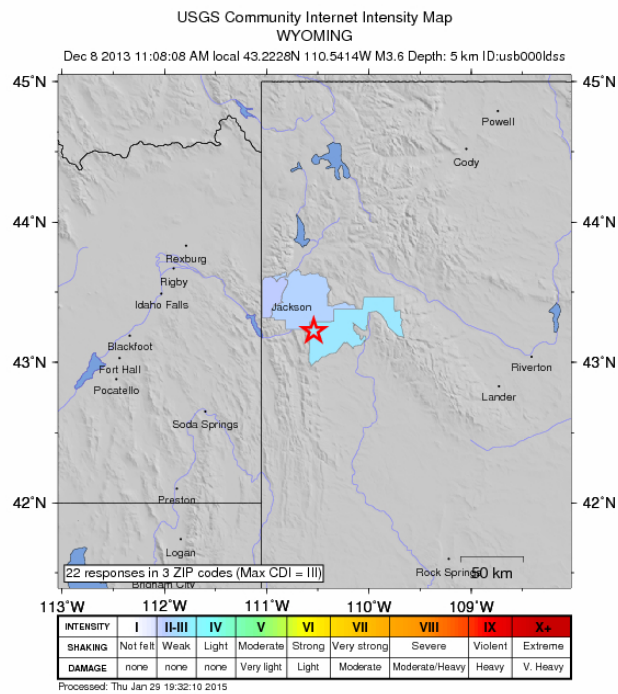 USGS Community Internet Intensity Map
WYOMING
Dec 8 2013 11:08:08 AM local 43.2228N 110.5414W M3.6 Depth: 5 km ID:usb000ldss
45˚N 45˚N
Powell
Cody
44˚N 44˚N
Rexburg
Rigby
Idaho Falls
Jackson
Blackfoot
43˚N 43˚N
Fort Hall
Riverton
Pocatello
Lander
Soda Springs
Preston
42˚N 42˚N
Logan
Rock Springs
50 km
22 responses in 3 ZIP codes (Max CDI = III)
Brigham City
113˚W 112˚W 111˚W 110˚W 109˚W
INTENSITY I II-III IV V VI VII VIII IX X+
SHAKING Not felt Weak Light Moderate Strong Very strong Severe Violent Extreme
DAMAGE none none none Very light Light Moderate Moderate/Heavy Heavy V. Heavy
Processed: Thu Jan 29 19:32:10 2015